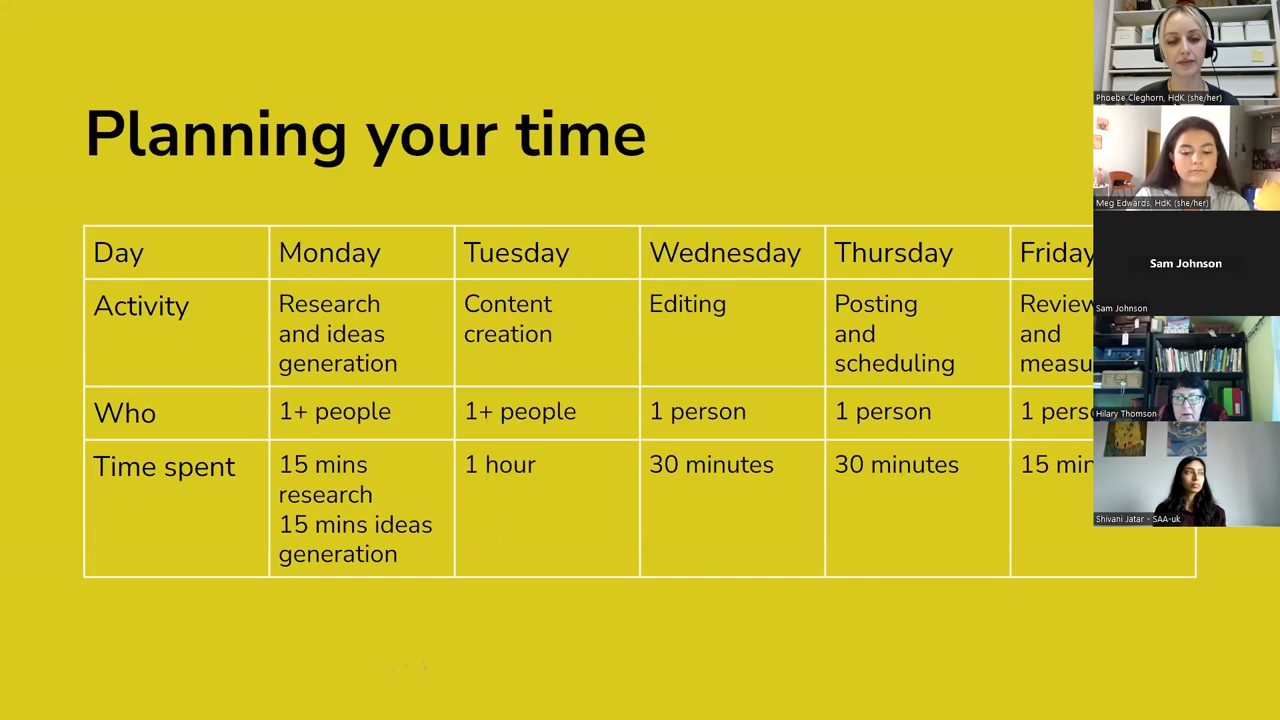 Planning your time
Day
Monday
Tuesday
Wednesday
Thursday
Friday
Activity
Research
and ideas
generation
Content
creation
Editing
Posting
and
scheduling
Review
and
Who
1+ people
1+ people
1 person
1 person
1
Time spent
15 mins
research
15 mins ideas
generation
1 hour
30 minutes
30 minutes
15
Phoebe Cleghorn, HdK (she/her)
Meg Edwards, HdK (she/her)
Sam Johnson
Sam Johnson
Hilary Thomson
Shivani Jatar - SAA-uk